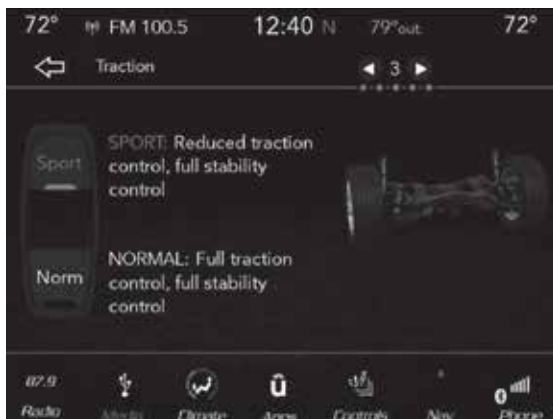 72° FM 100.5 12:40 N 79°out 72°
Traction ◄ 3 ►
Sport
SPORT: Reduced traction
control, full stability
control
Norm
NORMAL: Full traction
control, full stability
control
87.9 û
Radio Media Climate Apps Controls Nav Phone